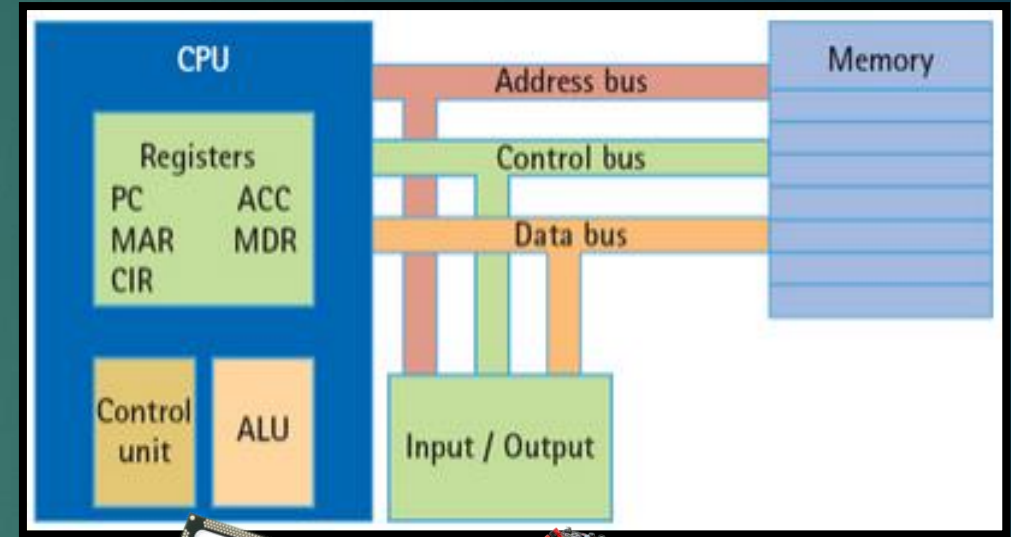 CPU
Address bus
Memory
Registers
Control bus
PC ACC
MAR MDR
Data bus
CIR
Control
unit
ALU
Input / Output